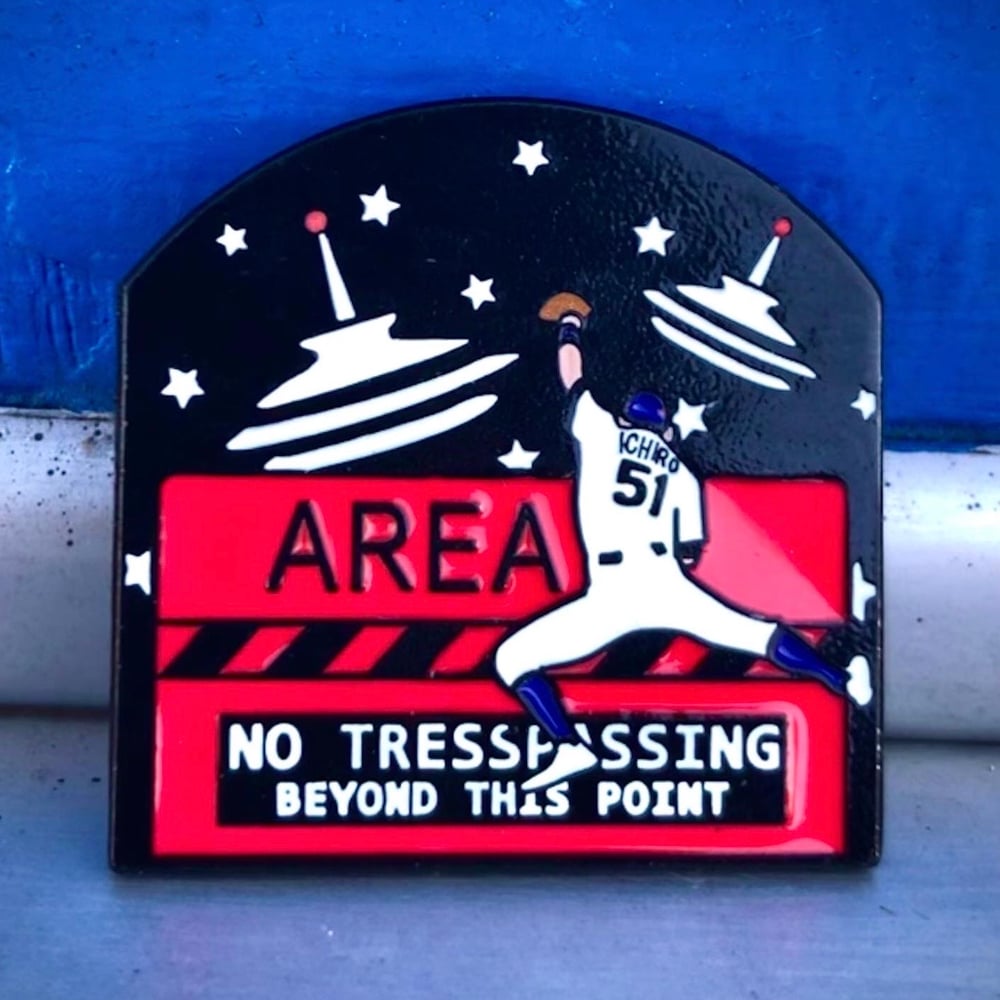 ICHIRO
51
AREA
NO TRESSPASSING
BEYOND THIS POINT